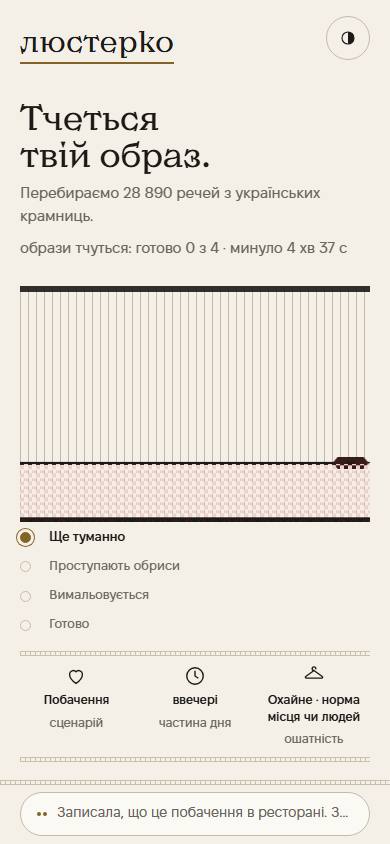 люстерко
Тчеться
твій образ.
Перебираємо 28 890 речей з українських
крамниць.
образи тчуться: готово 0 з 4 · минуло 4 хв 37 с
Ще туманно
Проступають обриси
Вимальовується
Готово
Побачення
сценарій
ввечері
частина дня
Охайне · норма
місця чи людей
ошатність
Записала, що це побачення в ресторані. З...